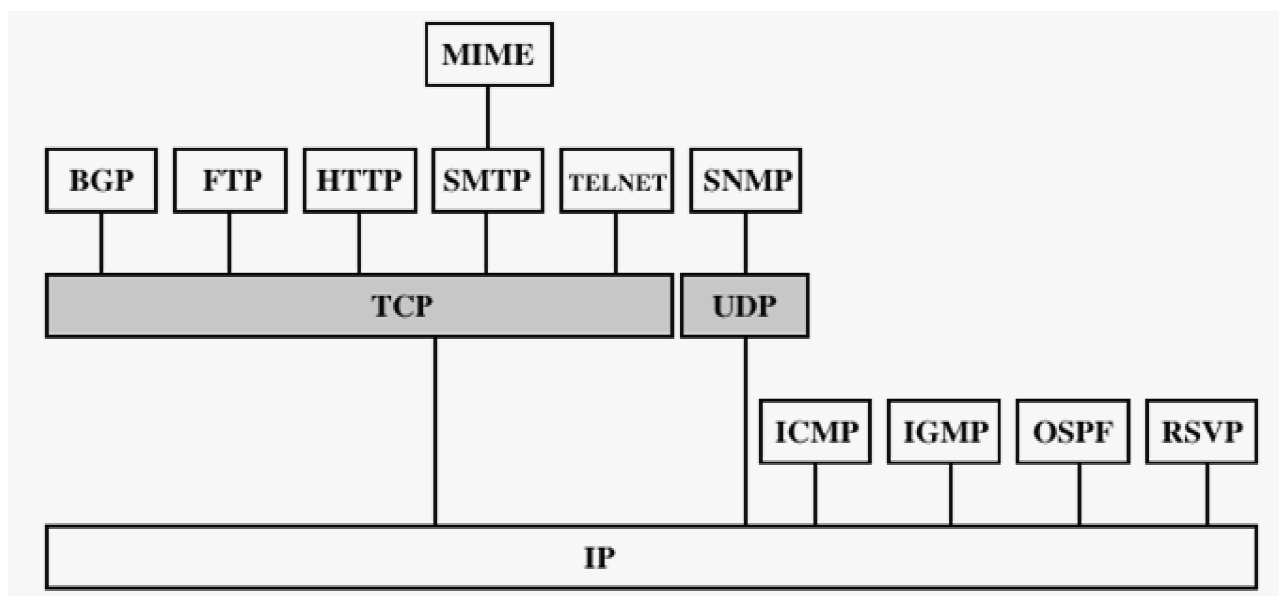 MIME
BGP FTP HTTP SMTP TELNET SNMP
TCP UDP
ICMP IGMP OSPF RSVP
IP